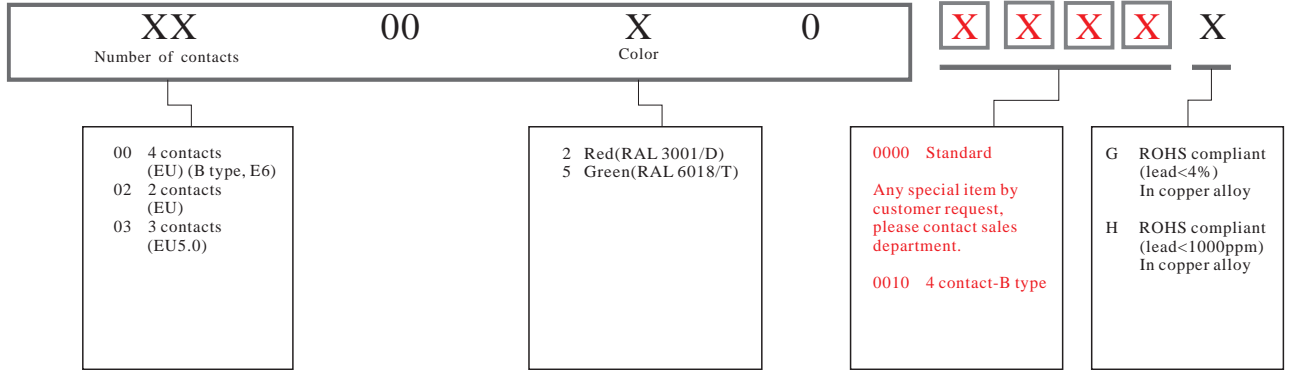 XX 00 X 0 X X X X X
Number of contacts Color
00 4 contacts
(EU) (B type, E6)
02 2 contacts
(EU)
03 3 contacts
(EU5.0)
2 Red(RAL 3001/D)
5 Green(RAL 6018/T)
0000 Standard
Any special item by
customer request,
please contact sales
department.
0010 4 contact-B type
G ROHS compliant
(lead<4%)
In copper alloy
H ROHS compliant
(lead<1000ppm)
In copper alloy